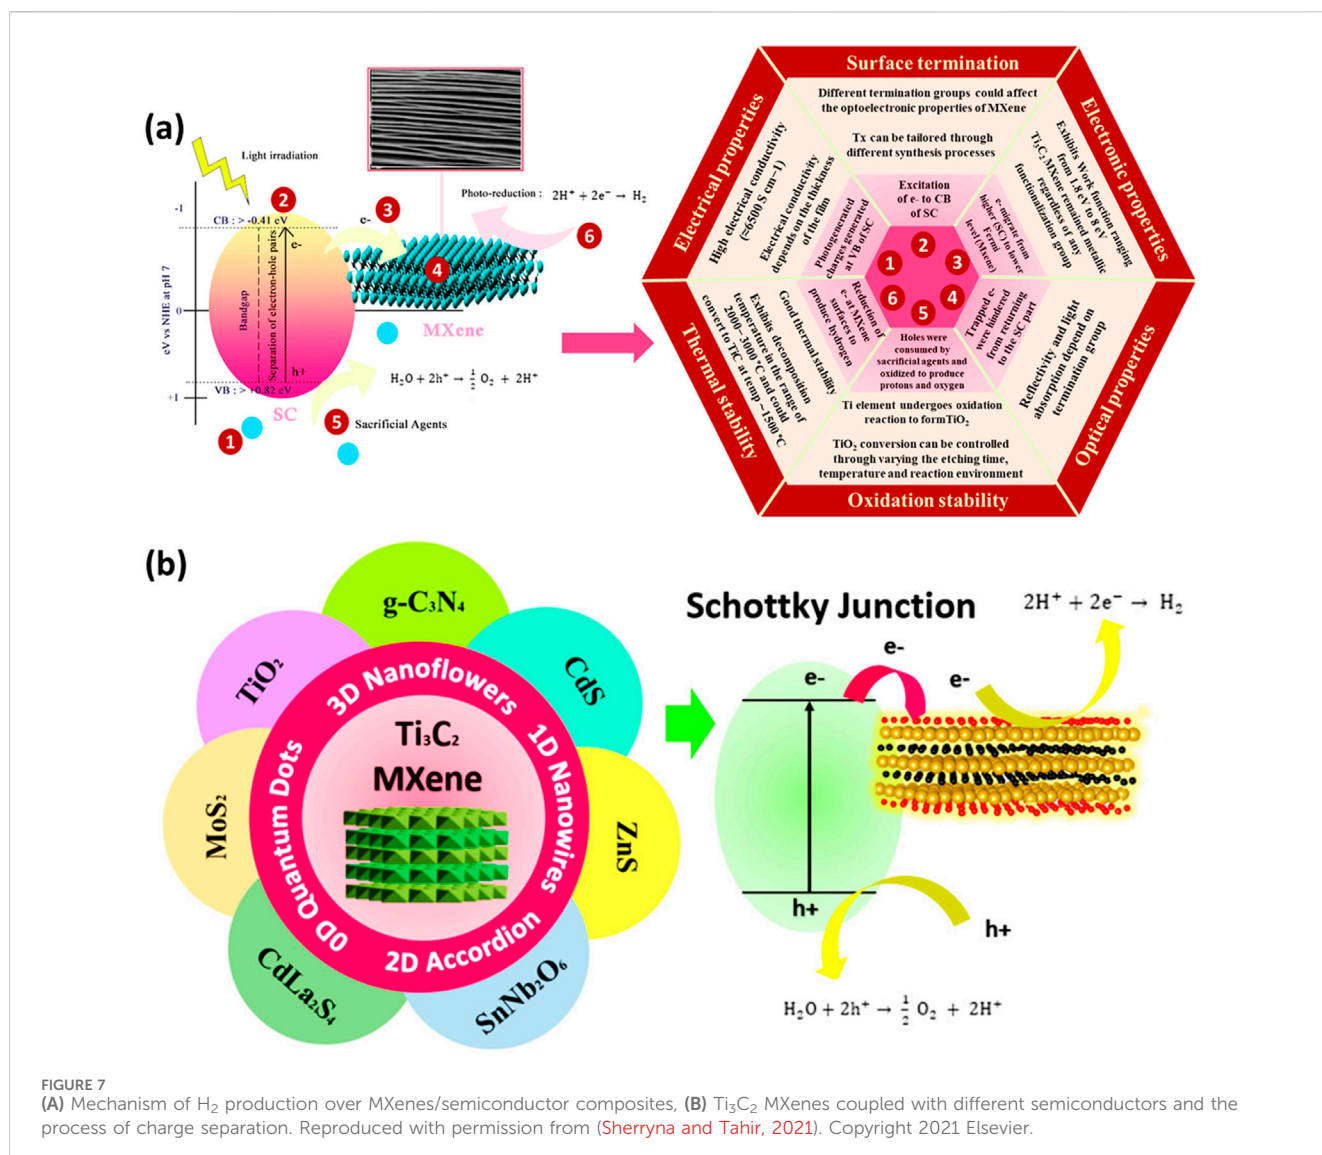 (a)
Light irradiation
2
CB : > -0.41 eV
e-
3
e-
Photo-reduction : 2H⁺ + 2e⁻ → H₂
6
4
MXene
-1
0
+1
eV vs NHE at pH 7
Bandgap
Separation of electron-hole pairs
h+
VB : > +0.82 eV
SC
H₂O + 2h⁺ → 1/2 O₂ + 2H⁺
1
5
Sacrificial Agents
Surface termination
Different termination groups could affect
the optoelectronic properties of MXene
Tx can be tailored through
different synthesis processes
Electronic properties
Exhibits Work function ranging
from 1.8 eV to 8 eV
Ti₃C₂ MXene remained metallic
regardless of any
functionalization group
Optical properties
Reflectivity and light
absorption depend on
termination group
Oxidation stability
Ti element undergoes oxidation
reaction to formTiO₂
TiO₂ conversion can be controlled
through varying the etching time,
temperature and reaction environment
Thermal stability
Good thermal stability
Exhibits decomposition
temperature in the range of
2000~3000 °C and could
convert to TiC at temp ~1500 °C
Electrical properties
High electrical conductivity
(≈6500 S cm−1)
Electrical conductivity
depends on the thickness
of the film
Photogenerated
charges generated
at VB of SC
Excitation
of e- to CB
of SC
e- migrate from
higher(SC) to lower
Fermi
level (Mxene)
Trapped e-
were hindered
from returning
to the SC part
Holes were
consumed by
sacrificial agents and
oxidized to produce
protons and oxygen
Reduction of
e- at MXene
surfaces to
produce hydrogen
1
2
3
4
5
6
(b)
g-C₃N₄
CdS
ZnS
SnNb₂O₆
CdLa₂S₄
MoS₂
TiO₂
3D Nanoflowers
1D Nanowires
2D Accordion
0D Quantum Dots
Ti₃C₂
MXene
Schottky Junction
2H⁺ + 2e⁻ → H₂
e-
e-
e-
h+
h+
H₂O + 2h⁺ → 1/2 O₂ + 2H⁺
FIGURE 7
(A) Mechanism of H₂ production over MXenes/semiconductor composites, (B) Ti₃C₂ MXenes coupled with different semiconductors and the
process of charge separation. Reproduced with permission from (Sherryna and Tahir, 2021). Copyright 2021 Elsevier.